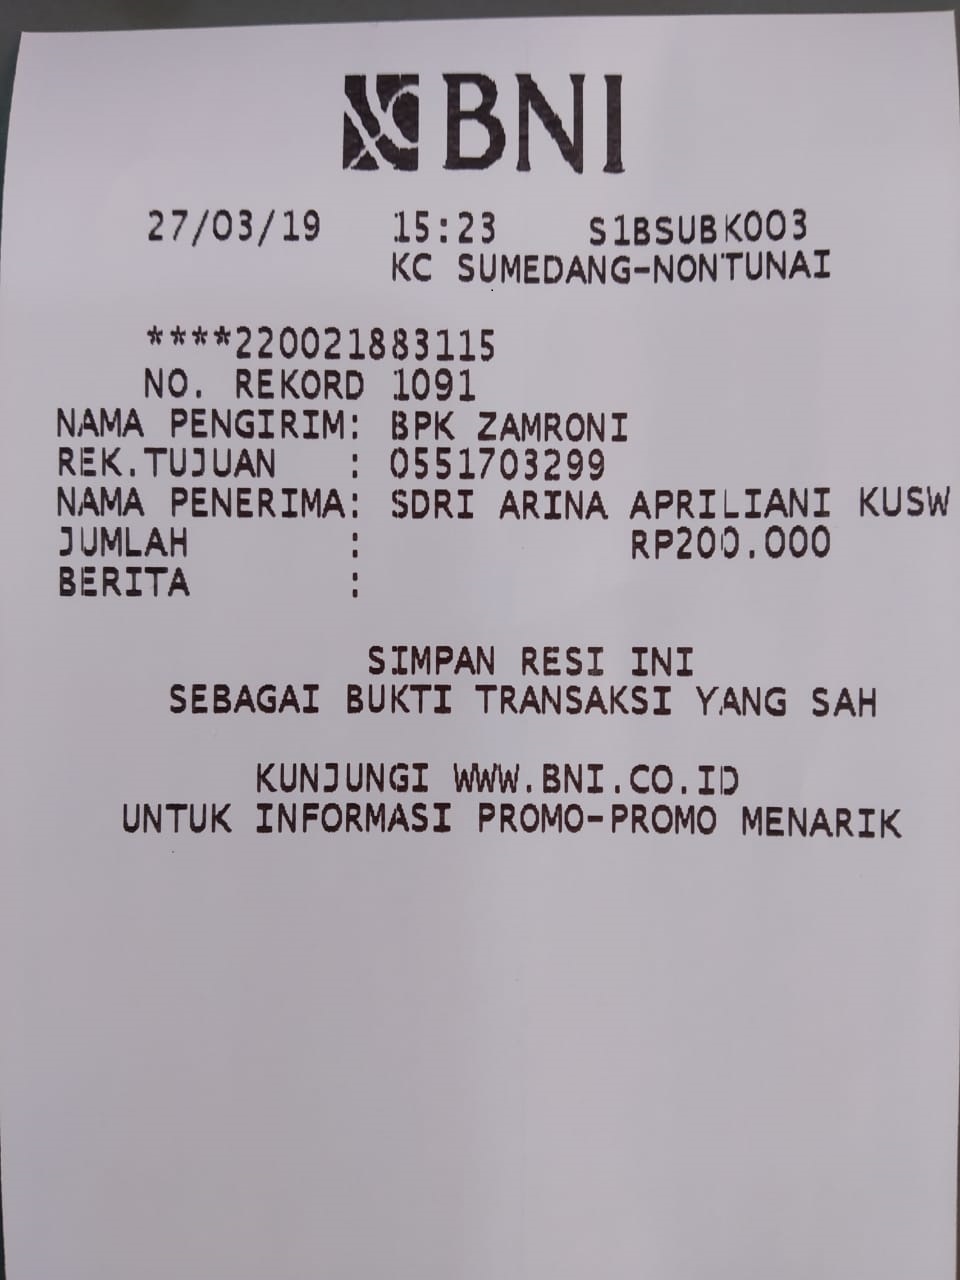 BNI
27/03/19 15:23 S1BSUBK003
KC SUMEDANG-NONTUNAI
****220021883115
NO. REKORD 1091
NAMA PENGIRIM: BPK ZAMRONI
REK.TUJUAN : 0551703299
NAMA PENERIMA: SDRI ARINA APRILIANI KUSW
JUMLAH : RP200.000
BERITA :
SIMPAN RESI INI
SEBAGAI BUKTI TRANSAKSI YANG SAH
KUNJUNGI WWW.BNI.CO.ID
UNTUK INFORMASI PROMO-PROMO MENARIK